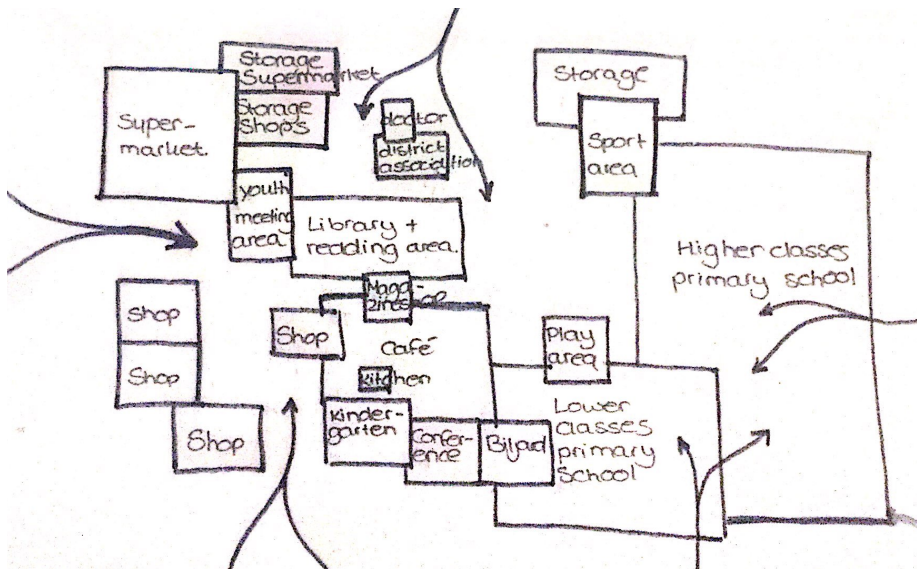 Storage
Supermarket
Storage
Shops
Super-
market.
doctor
district
association
Storage
Sport
area
youth
meeting
area
Library +
reading area.
Higher classes
primary school
Maga-
zineshop
Shop
Shop
Shop
Café
Play
area
kitchen
Kinder-
garten
Confer-
ence
Biljard
Lower
classes
primary
school
Shop